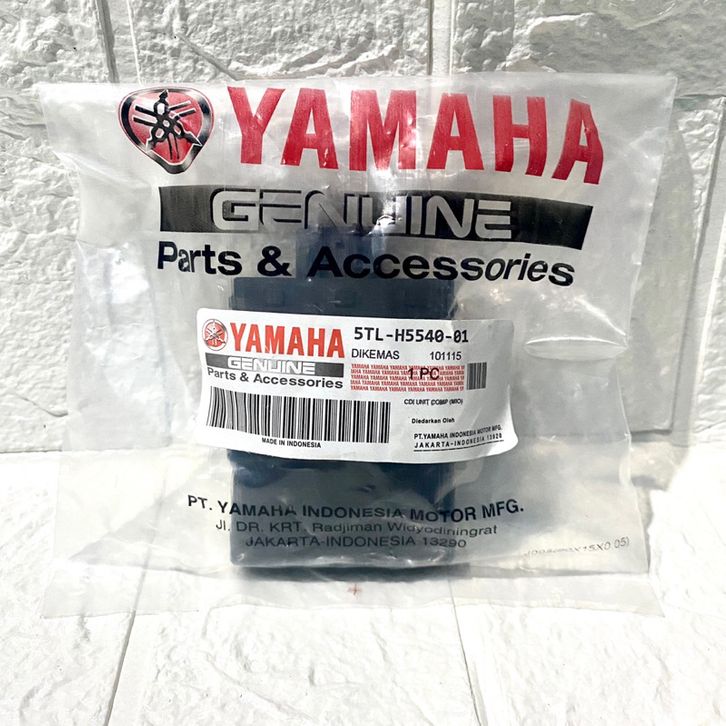 YAMAHA
GENUINE
Parts & Accessories
YAMAHA 5TL-H5540-01
GENUINE DIKEMAS 101115
Parts & Accessories 1 PC
CDI UNIT COMP (MIO)
Diedarkan Oleh
PT.YAMAHA INDONESIA MOTOR MFG.
JAKARTA-INDONESIA 13920
MADE IN INDONESIA
PT. YAMAHA INDONESIA MOTOR MFG.
Jl. DR. KRT. Radjiman Widyodiningrat
JAKARTA-INDONESIA 13290